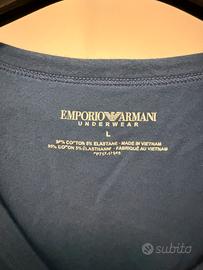 EMPORIO ARMANI
UNDERWEAR
L
95% COTTON 5% ELASTANE - MADE IN VIETNAM
95% COTON 5% ELASTHANNE - FABRIQUÉ AU VIETNAM
subito